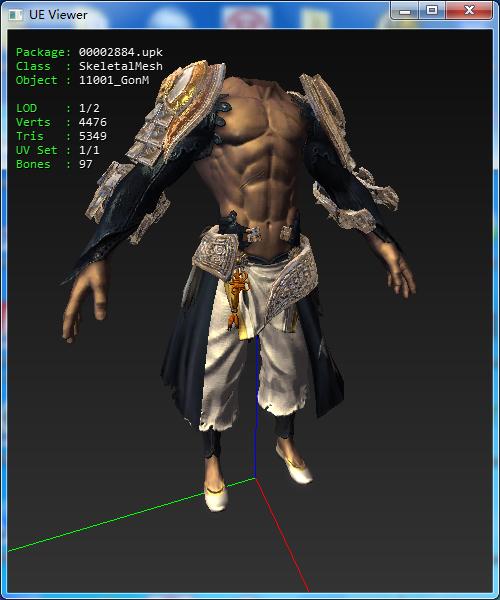 UE Viewer
Package: 00002884.upk
Class : SkeletalMesh
Object : 11001_GonM
LOD : 1/2
Verts : 4476
Tris : 5349
UV Set : 1/1
Bones : 97